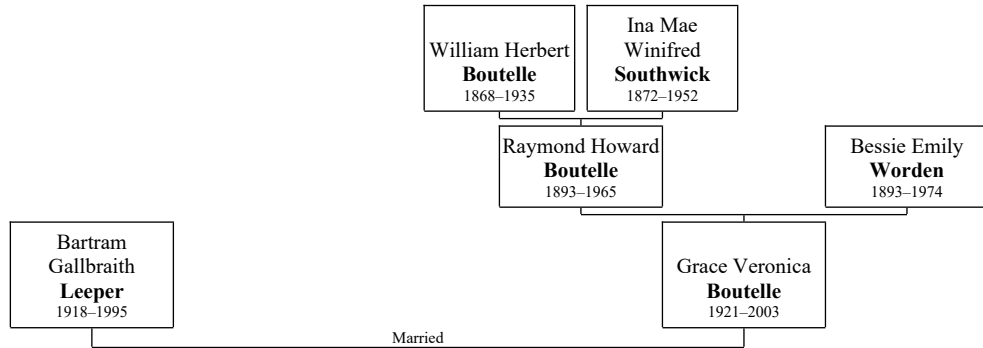 William Herbert
Boutelle
1868–1935
Ina Mae
Winifred
Southwick
1872–1952
Raymond Howard
Boutelle
1893–1965
Bessie Emily
Worden
1893–1974
Bartram
Gallbraith
Leeper
1918–1995
Grace Veronica
Boutelle
1921–2003
Married